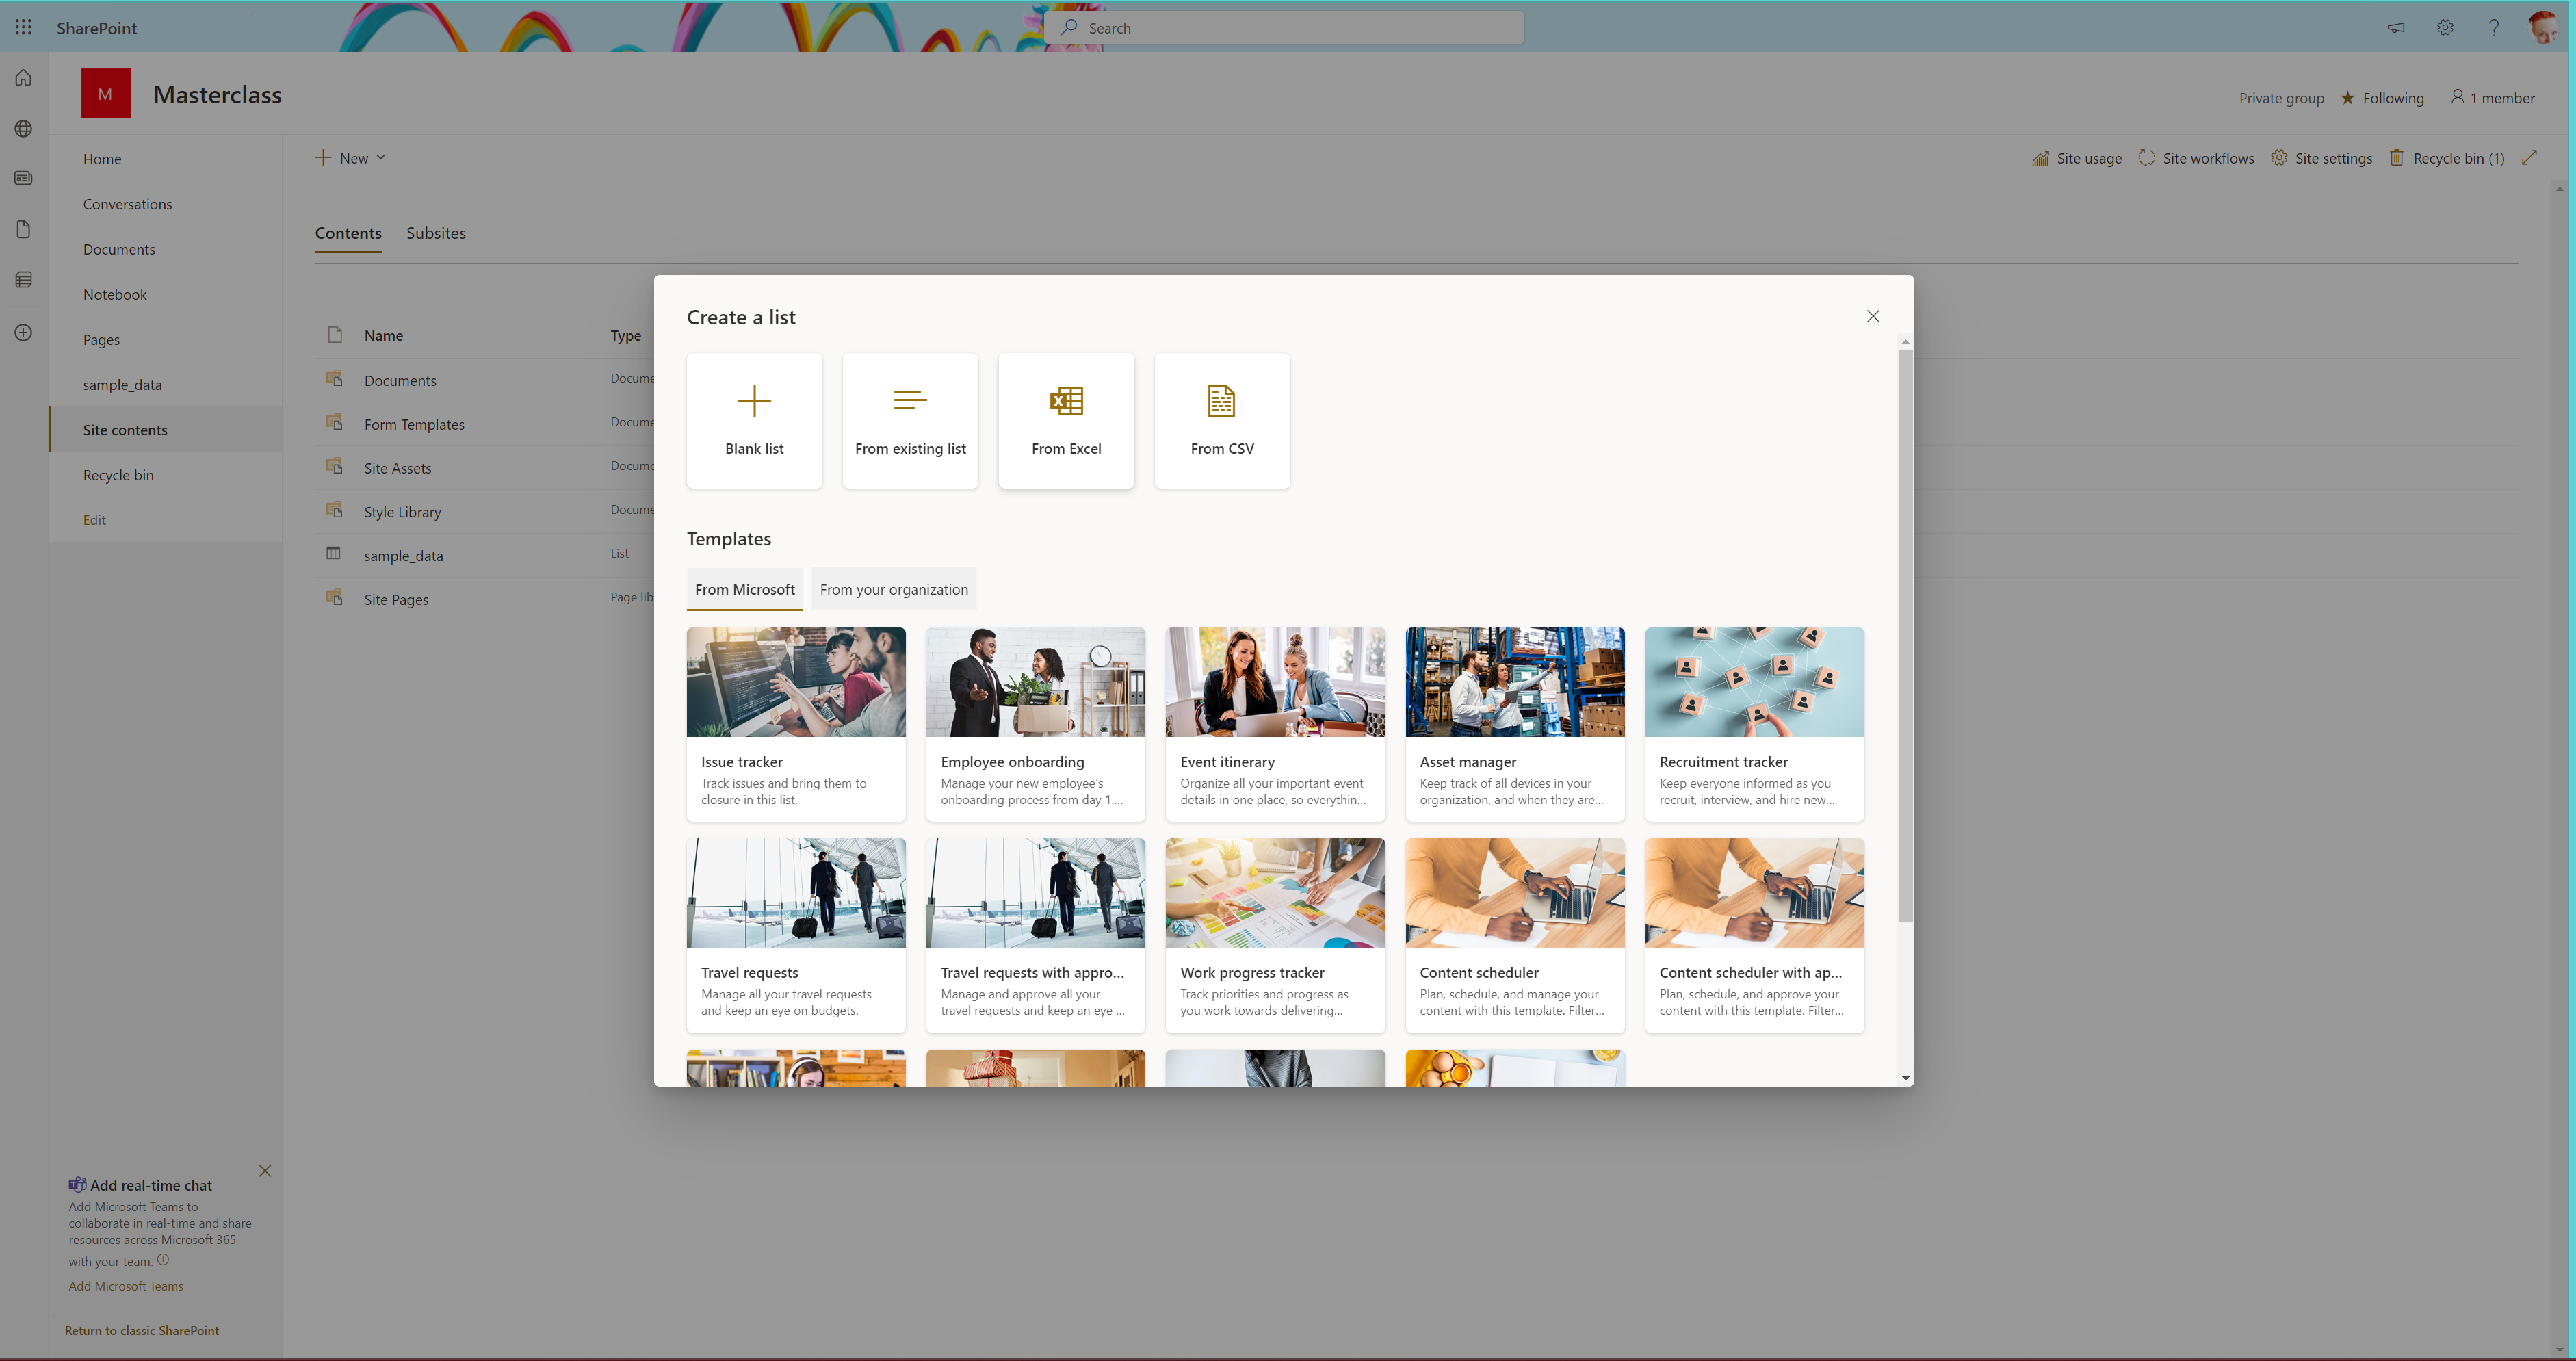 SharePoint
Search
M
Masterclass
Private group
Following
1 member
Home
Conversations
Documents
Notebook
Pages
sample_data
Site contents
Recycle bin
Edit
New
Site usage
Site workflows
Site settings
Recycle bin (1)
Contents
Subsites
Name
Type
Documents
Docume
Form Templates
Docume
Site Assets
Docume
Style Library
Docume
sample_data
List
Site Pages
Page lib
Create a list
Blank list
From existing list
From Excel
From CSV
Templates
From Microsoft
From your organization
Issue tracker
Track issues and bring them to
closure in this list.
Employee onboarding
Manage your new employee's
onboarding process from day 1....
Event itinerary
Organize all your important event
details in one place, so everythin...
Asset manager
Keep track of all devices in your
organization, and when they are...
Recruitment tracker
Keep everyone informed as you
recruit, interview, and hire new...
Travel requests
Manage all your travel requests
and keep an eye on budgets.
Travel requests with appro...
Manage and approve all your
travel requests and keep an eye ...
Work progress tracker
Track priorities and progress as
you work towards delivering...
Content scheduler
Plan, schedule, and manage your
content with this template. Filter...
Content scheduler with ap...
Plan, schedule, and approve your
content with this template. Filter...
Add real-time chat
Add Microsoft Teams to
collaborate in real-time and share
resources across Microsoft 365
with your team.
Add Microsoft Teams
Return to classic SharePoint